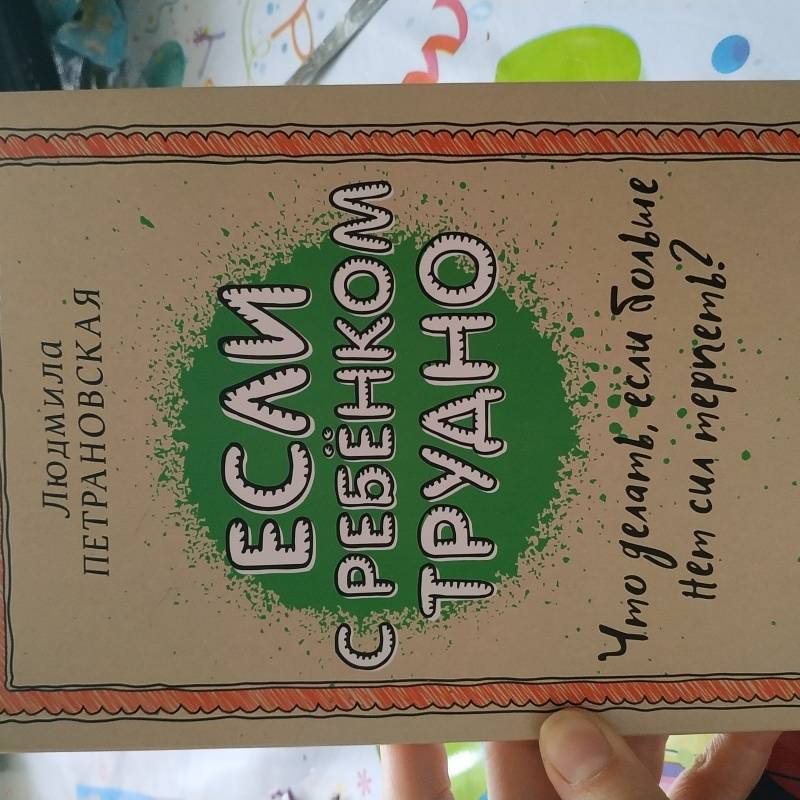 Людмила
ПЕТРАНОВСКАЯ
ЕСЛИ
С РЕБЁНКОМ
ТРУДНО
Что делать, если больше
нет сил терпеть?